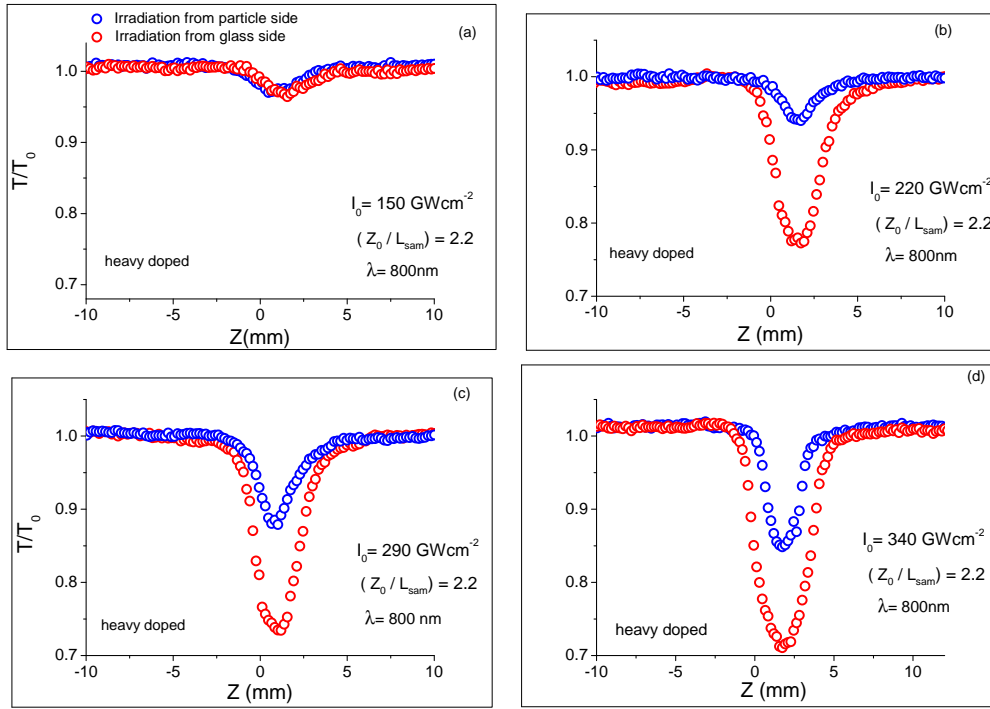 Irradiation from particle side
Irradiation from glass side
(a)
1.0
0.9
0.8
0.7
T/T0
I0= 150 GWcm-2
( Z0 / Lsam) = 2.2
λ= 800nm
heavy doped
-10 -5 0 5 10
Z(mm)
(b)
1.0
0.9
0.8
0.7
I0= 220 GWcm-2
( Z0 / Lsam) = 2.2
λ= 800nm
heavy doped
-10 -5 0 5 10
Z (mm)
(c)
1.0
0.9
0.8
0.7
T/T0
I0= 290 GWcm-2
( Z0 / Lsam) = 2.2
λ= 800 nm
heavy doped
-10 -5 0 5 10
Z (mm)
(d)
1.0
0.9
0.8
0.7
I0= 340 GWcm-2
( Z0 / Lsam) = 2.2
λ= 800nm
heavy doped
-10 -5 0 5 10
Z (mm)